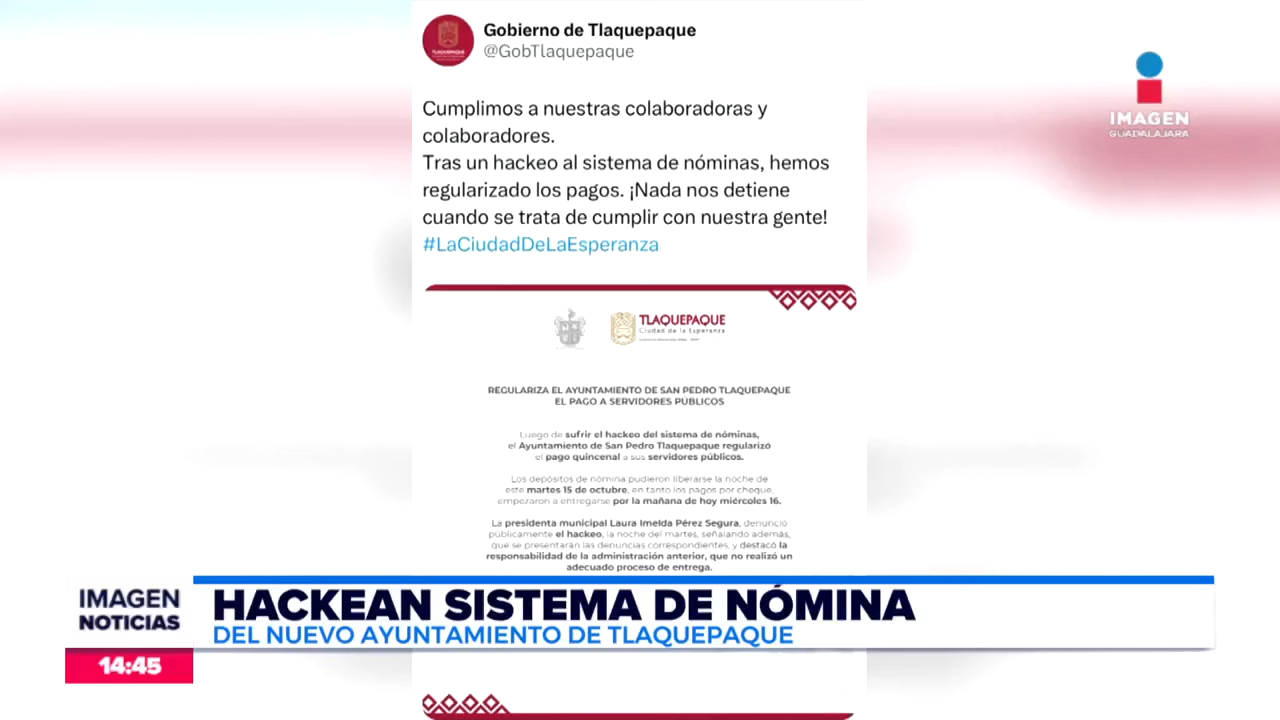 Gobierno de Tlaquepaque
@GobTlaquepaque
Cumplimos a nuestras colaboradoras y
colaboradores.
Tras un hackeo al sistema de nóminas, hemos
regularizado los pagos. ¡Nada nos detiene
cuando se trata de cumplir con nuestra gente!
#LaCiudadDeLaEsperanza
IMAGEN
GUADALAJARA
TLAQUEPAQUE
Ciudad de la Esperanza
REGULARIZA EL AYUNTAMIENTO DE SAN PEDRO TLAQUEPAQUE
EL PAGO A SERVIDORES PÚBLICOS
Luego de sufrir el hackeo del sistema de nóminas,
el Ayuntamiento de San Pedro Tlaquepaque regularizó
el pago quincenal a sus servidores públicos.
Los depósitos de nómina pudieron liberarse la noche de
este martes 15 de octubre, en tanto los pagos por cheque,
empezaron a entregarse por la mañana de hoy miércoles 16.
La presidenta municipal Laura Imelda Pérez Segura, denunció
públicamente el hackeo, la noche del martes, señalando además,
que se presentarán las denuncias correspondientes, y destacó la
responsabilidad de la administración anterior, que no realizó un
adecuado proceso de entrega.
IMAGEN
NOTICIAS
14:45
HACKEAN SISTEMA DE NÓMINA
DEL NUEVO AYUNTAMIENTO DE TLAQUEPAQUE